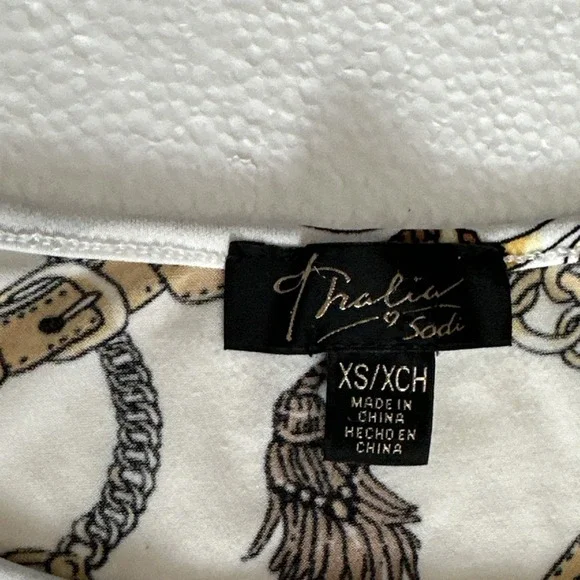 Thalia
Sodi
XS/XCH
MADE IN
CHINA
HECHO EN
CHINA